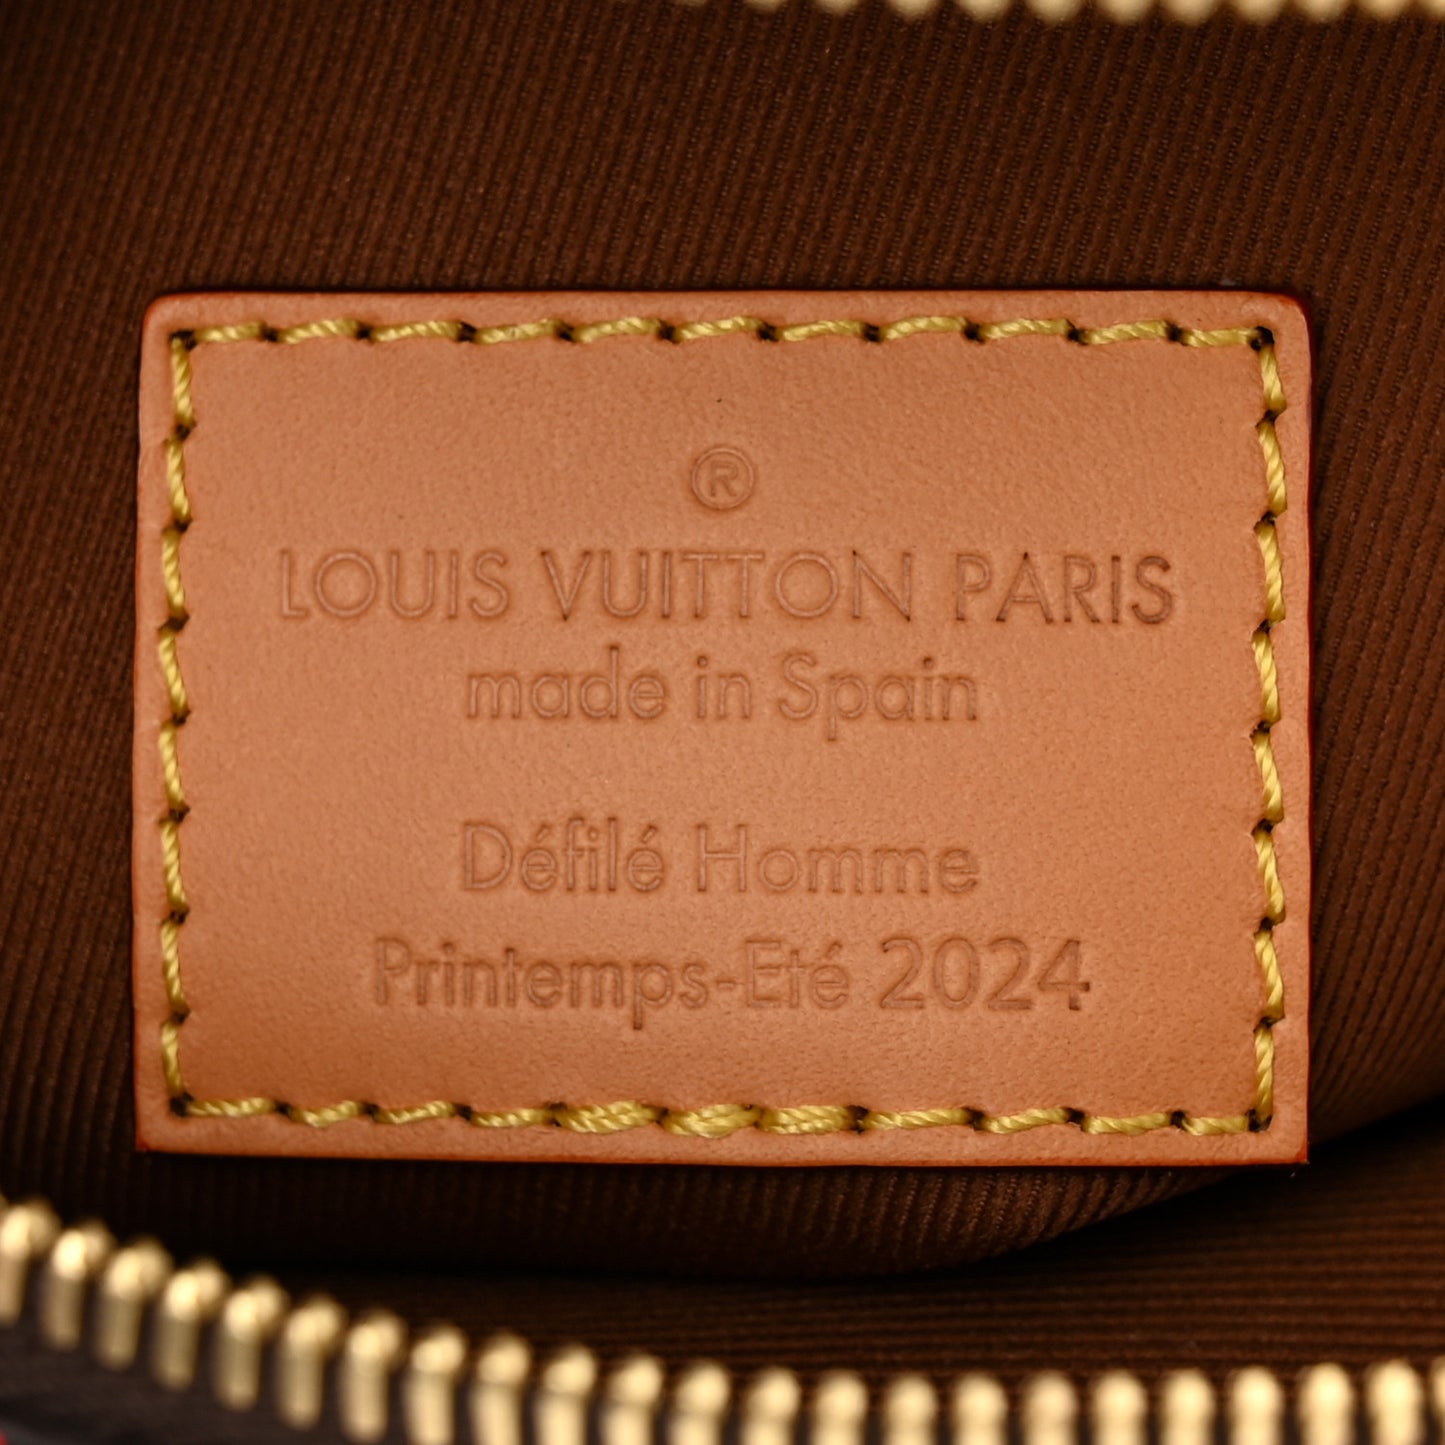 ®
LOUIS VUITTON PARIS
made in Spain
Défilé Homme
Printemps-Eté 2024